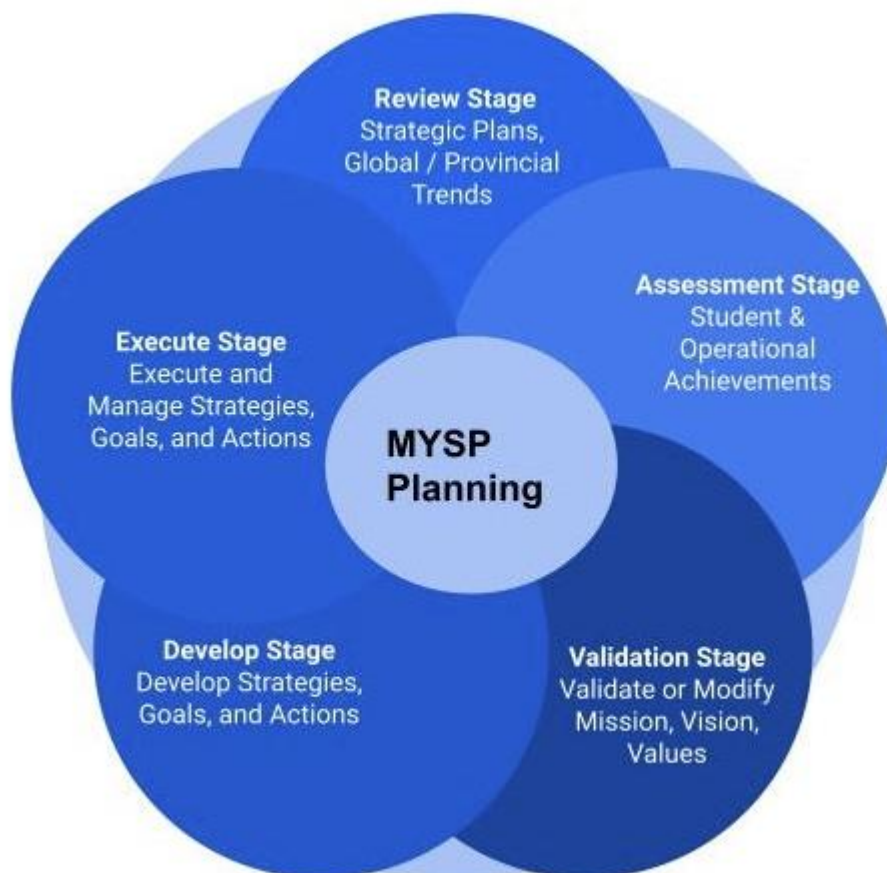 Review Stage
Strategic Plans,
Global / Provincial
Trends
Assessment Stage
Student &
Operational
Achievements
Execute Stage
Execute and
Manage Strategies,
Goals, and Actions
MYSP
Planning
Develop Stage
Develop Strategies,
Goals, and Actions
Validation Stage
Validate or Modify
Mission, Vision,
Values